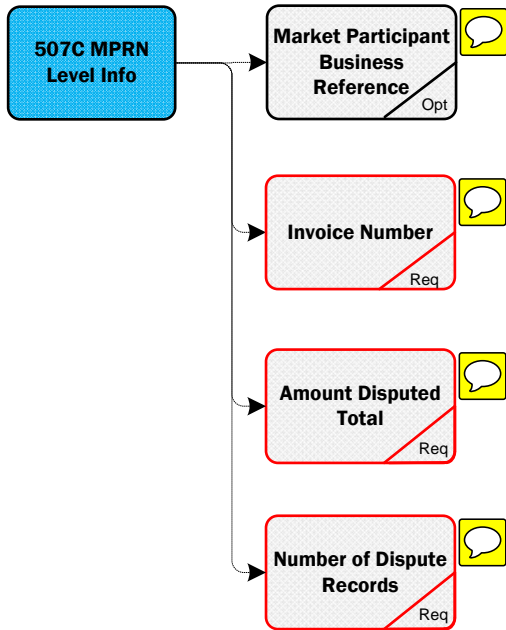 507C MPRN
Level Info
Market Participant
Business
Reference
Opt
Invoice Number
Req
Amount Disputed
Total
Req
Number of Dispute
Records
Req